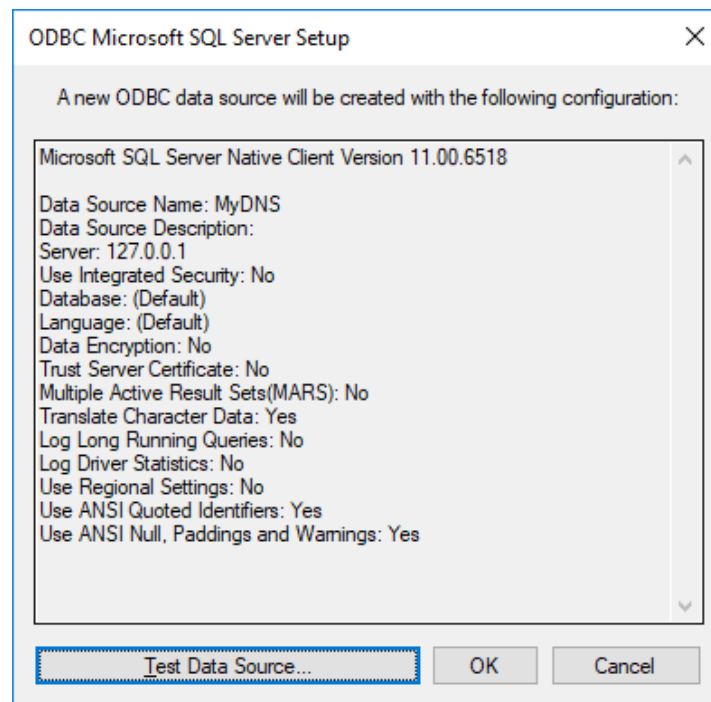 ODBC Microsoft SQL Server Setup
A new ODBC data source will be created with the following configuration:
Microsoft SQL Server Native Client Version 11.00.6518
Data Source Name: MyDNS
Data Source Description:
Server: 127.0.0.1
Use Integrated Security: No
Database: (Default)
Language: (Default)
Data Encryption: No
Trust Server Certificate: No
Multiple Active Result Sets(MARS): No
Translate Character Data: Yes
Log Long Running Queries: No
Log Driver Statistics: No
Use Regional Settings: No
Use ANSI Quoted Identifiers: Yes
Use ANSI Null, Paddings and Warnings: Yes
Test Data Source... OK Cancel